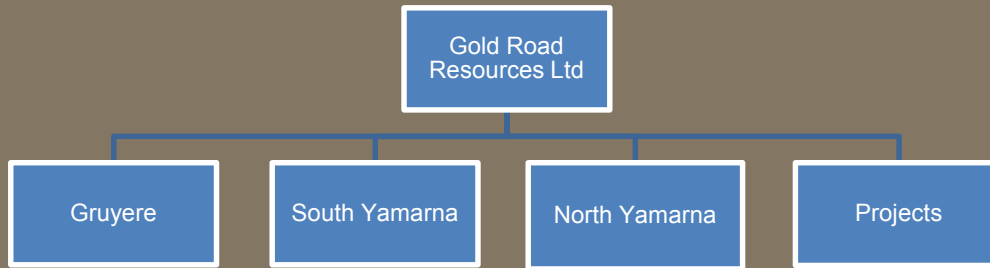 Gold Road
Resources Ltd
Gruyere
South Yamarna
North Yamarna
Projects